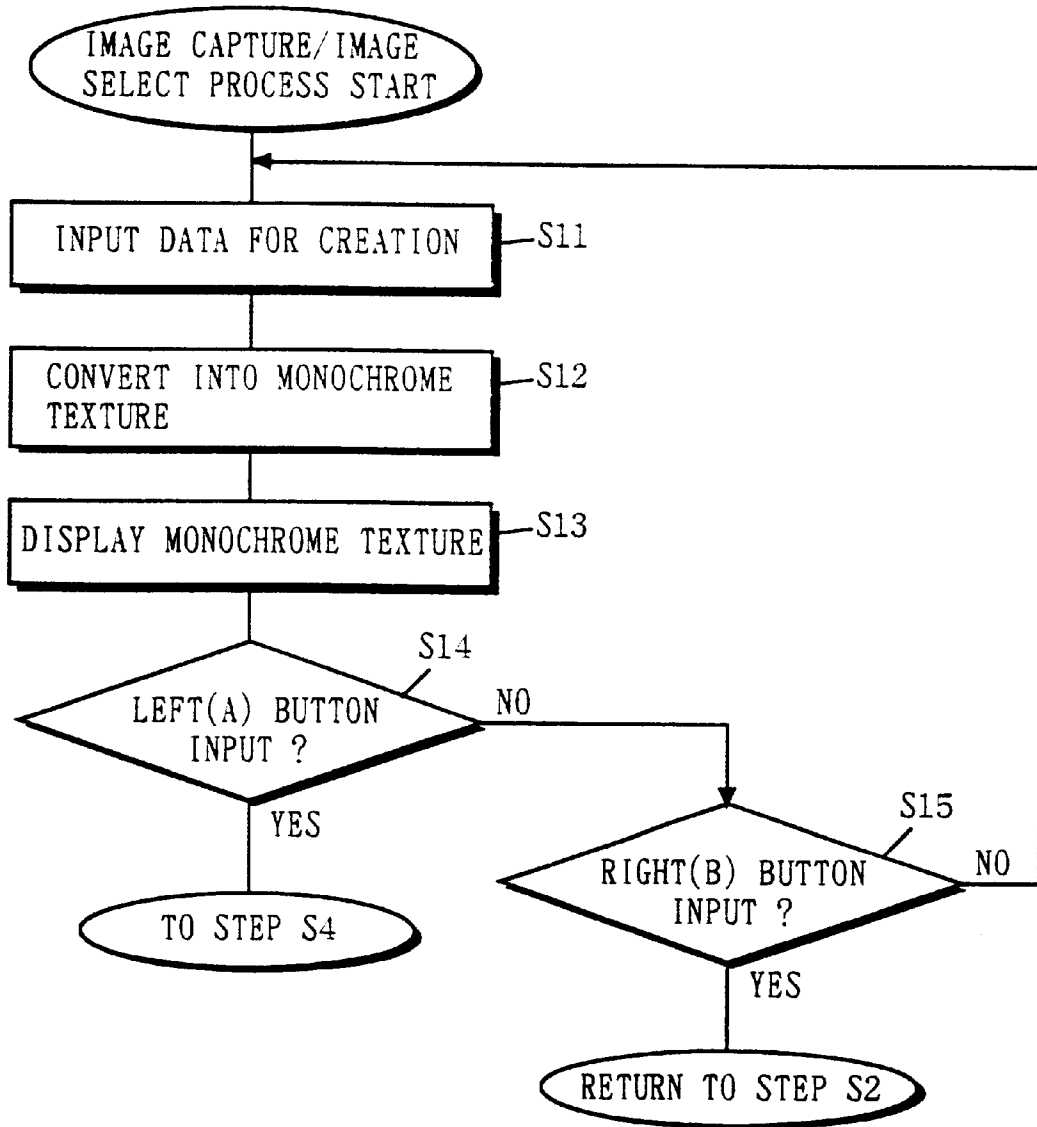 IMAGE CAPTURE/IMAGE
SELECT PROCESS START
INPUT DATA FOR CREATION
S11
CONVERT INTO MONOCHROME
TEXTURE
S12
DISPLAY MONOCHROME TEXTURE
S13
S14
LEFT(A) BUTTON
INPUT ?
NO
YES
TO STEP S4
S15
RIGHT(B) BUTTON
INPUT ?
NO
YES
RETURN TO STEP S2